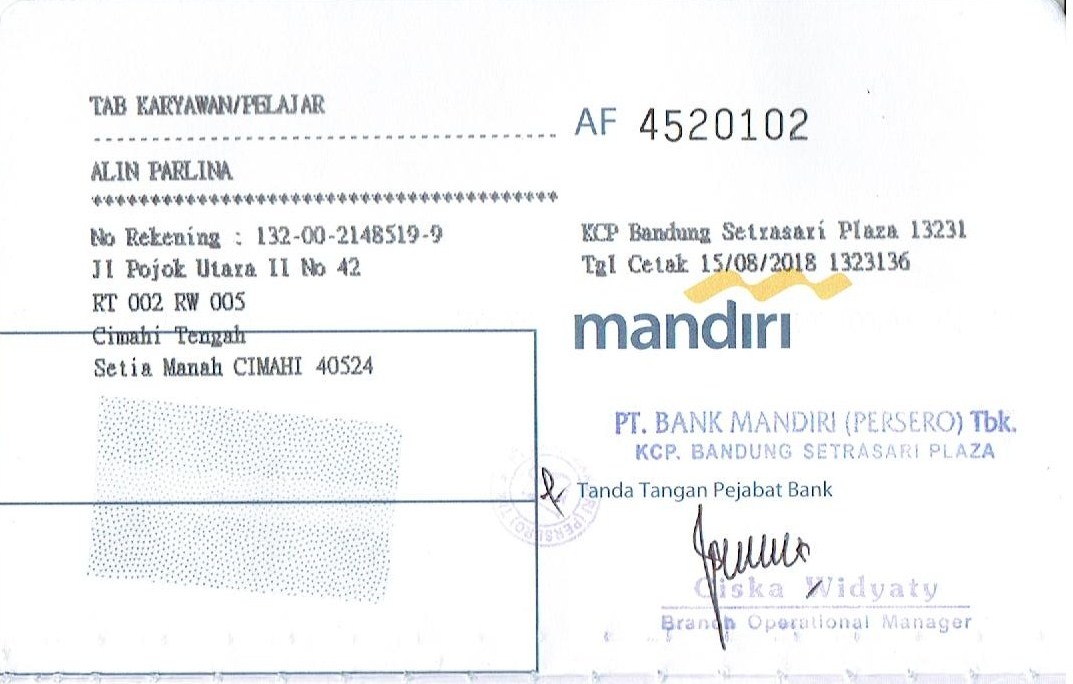 TAB KARYAWAN/PELAJAR
AF 4520102
ALIN PARLINA
****************************************
No Rekening : 132-00-2148519-9
Jl Pojok Utara II No 42
RT 002 RW 005
Cimahi Tengah
Setia Manah CIMAHI 40524
KCP Bandung Setrasari Plaza 13231
Tgl Cetak 15/08/2018 1323136
mandiri
PT. BANK MANDIRI (PERSERO) Tbk.
KCP. BANDUNG SETRASARI PLAZA
Tanda Tangan Pejabat Bank
Ciska Widyaty
Branch Operational Manager